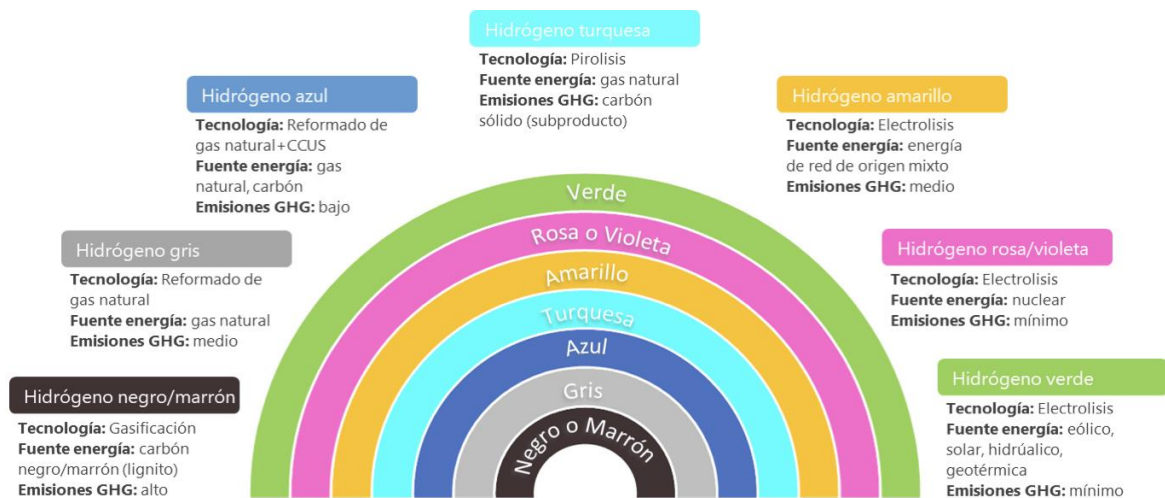 Hidrógeno turquesa
Tecnología: Pirolisis
Fuente energía: gas natural
Emisiones GHG: carbón
sólido (subproducto)
Hidrógeno azul
Tecnología: Reformado de
gas natural+CCUS
Fuente energía: gas
natural, carbón
Emisiones GHG: bajo
Hidrógeno amarillo
Tecnología: Electrolisis
Fuente energía: energía
de red de origen mixto
Emisiones GHG: medio
Hidrógeno gris
Tecnología: Reformado de
gas natural
Fuente energía: gas natural
Emisiones GHG: medio
Hidrógeno rosa/violeta
Tecnología: Electrolisis
Fuente energía: nuclear
Emisiones GHG: mínimo
Hidrógeno negro/marrón
Tecnología: Gasificación
Fuente energía: carbón
negro/marrón (lignito)
Emisiones GHG: alto
Hidrógeno verde
Tecnología: Electrolisis
Fuente energía: eólico,
solar, hidrúalico,
geotérmica
Emisiones GHG: mínimo
Verde
Rosa o Violeta
Amarillo
Turquesa
Azul
Gris
Negro o Marrón